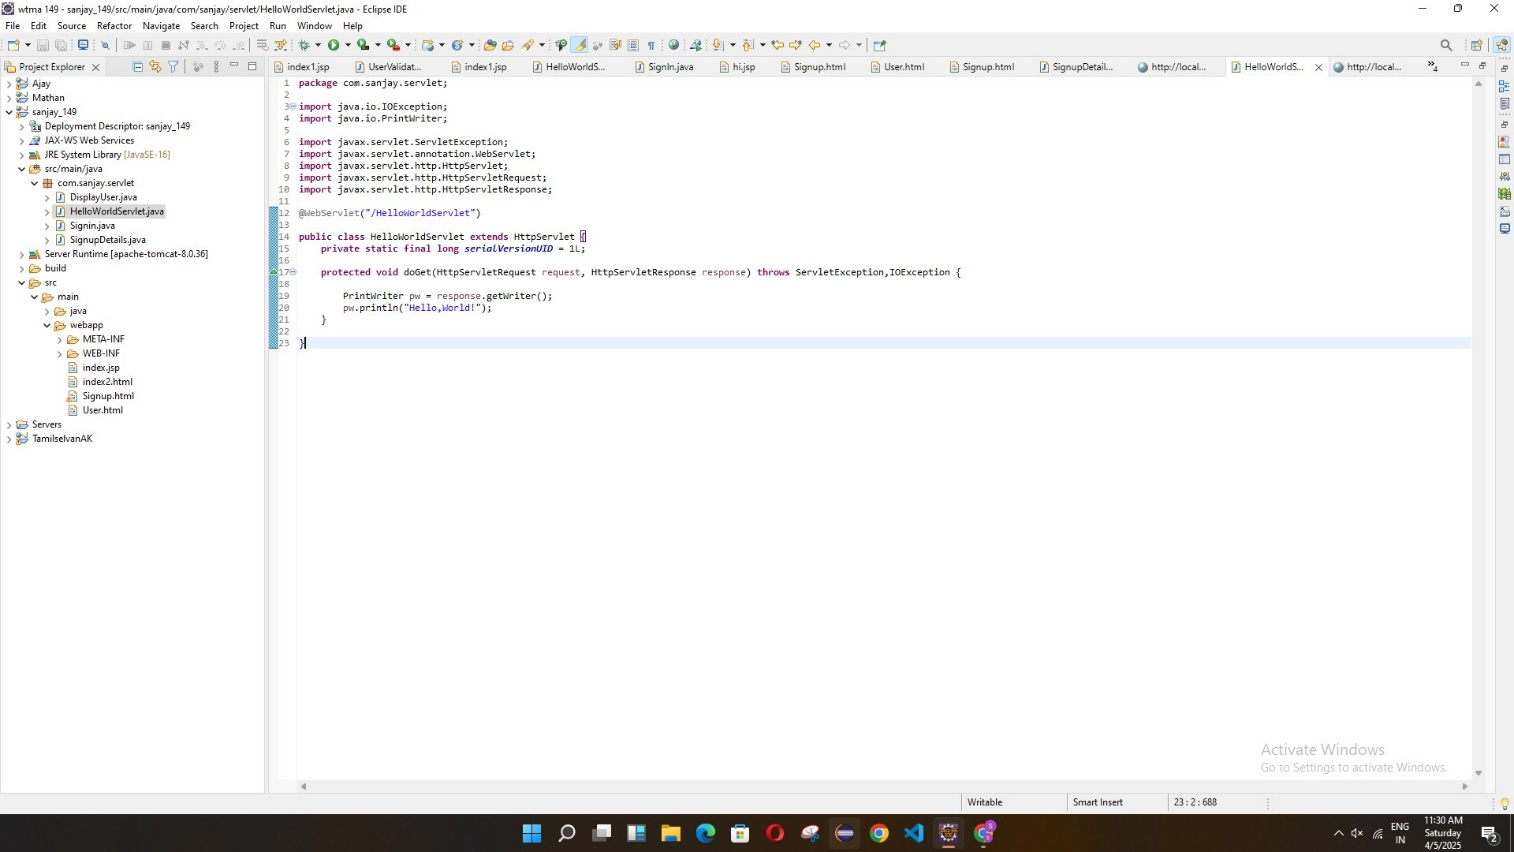 wtma 149 - sanjay_149/src/main/java/com/sanjay/servlet/HelloWorldServlet.java - Eclipse IDE
File Edit Source Refactor Navigate Search Project Run Window Help
Project Explorer
index1.jsp UserValidat... index1.jsp HelloWorldS... SignIn.java hi.jsp Signup.html User.html Signup.html SignupDetail... http://local... HelloWorldS... http://local... 4
Ajay
Mathan
sanjay_149
Deployment Descriptor: sanjay_149
JAX-WS Web Services
JRE System Library [JavaSE-16]
src/main/java
com.sanjay.servlet
DisplayUser.java
HelloWorldServlet.java
Signin.java
SignupDetails.java
Server Runtime [apache-tomcat-8.0.36]
build
src
main
java
webapp
META-INF
WEB-INF
index.jsp
index2.html
Signup.html
User.html
Servers
TamilselvanAK
1 package com.sanjay.servlet;
2
3 import java.io.IOException;
4 import java.io.PrintWriter;
5
6 import javax.servlet.ServletException;
7 import javax.servlet.annotation.WebServlet;
8 import javax.servlet.http.HttpServlet;
9 import javax.servlet.http.HttpServletRequest;
10 import javax.servlet.http.HttpServletResponse;
11
12 @WebServlet("/HelloWorldServlet")
13
14 public class HelloWorldServlet extends HttpServlet {
15 private static final long serialVersionUID = 1L;
16
17 protected void doGet(HttpServletRequest request, HttpServletResponse response) throws ServletException,IOException {
18
19 PrintWriter pw = response.getWriter();
20 pw.println("Hello,World!");
21 }
22
23 }
Activate Windows
Go to Settings to activate Windows.
Writable Smart Insert 23 : 2 : 688
ENG
IN
11:30 AM
Saturday
4/5/2025
2